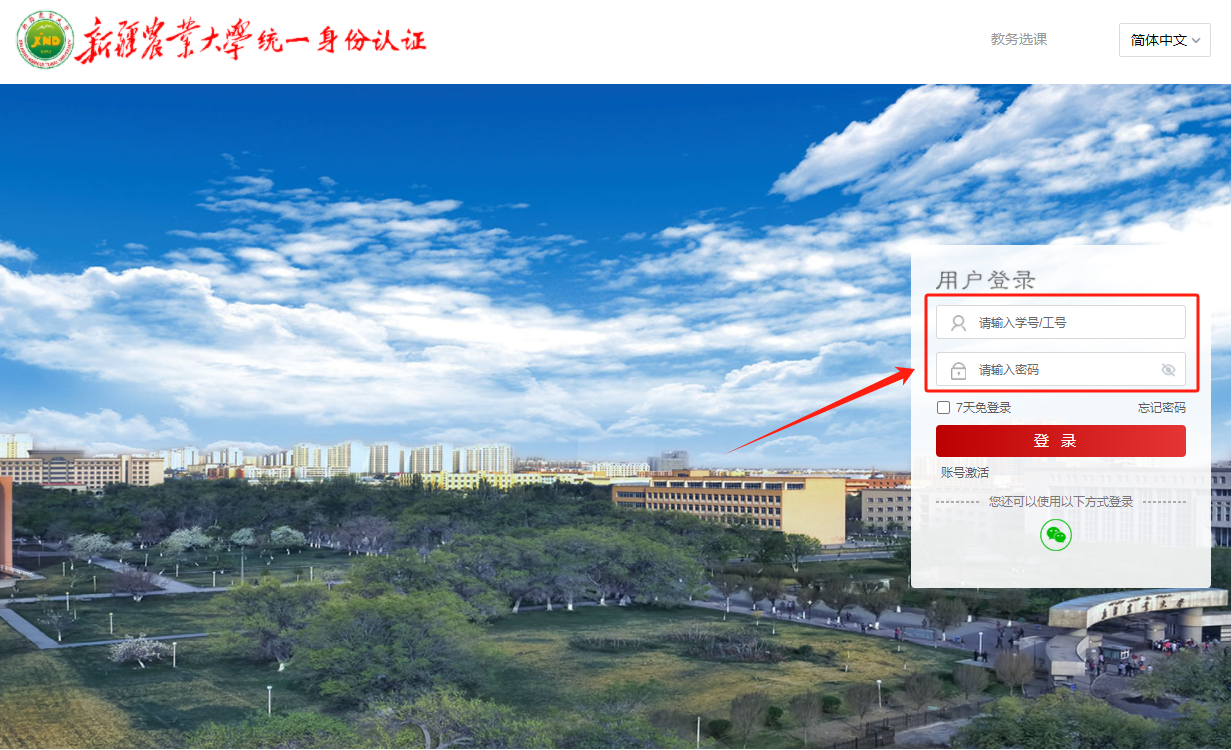 新疆农业大学统一身份认证
教务选课
简体中文
XND
用户登录
请输入学号/工号
请输入密码
7天免登录
忘记密码
登 录
账号激活
您还可以使用以下方式登录